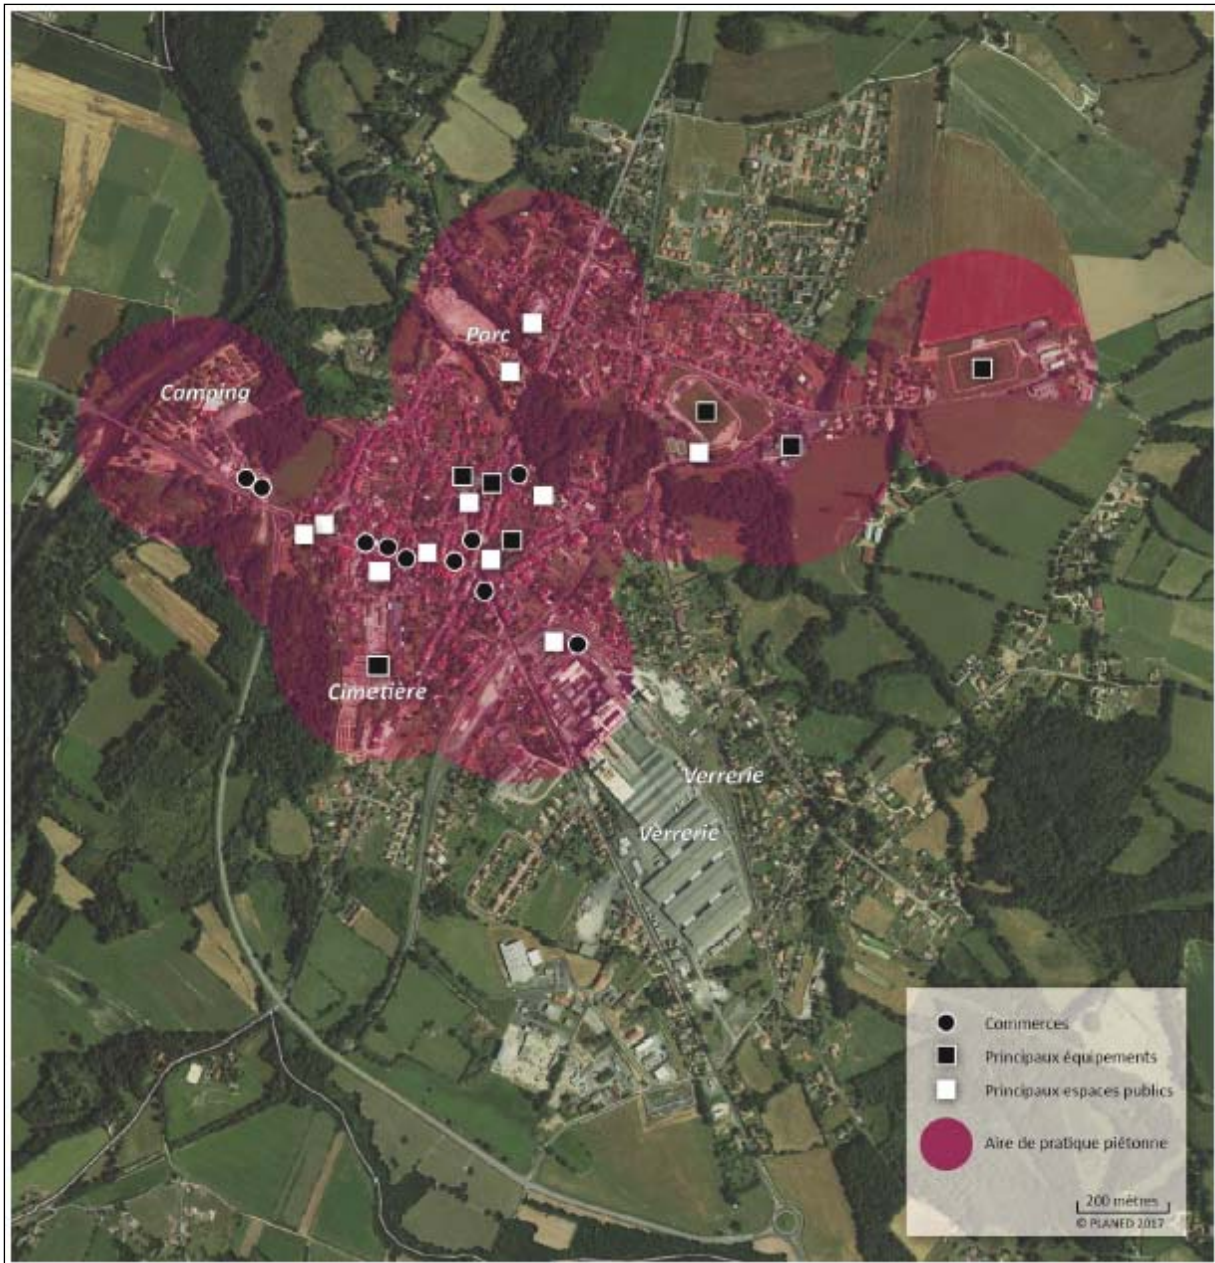 Parc
Camping
Cimetière
Verrerie
Verrerie
Commerces
Principaux équipements
Principaux espaces publics
Aire de pratique piétonne
200 mètres
© PLANED 2017